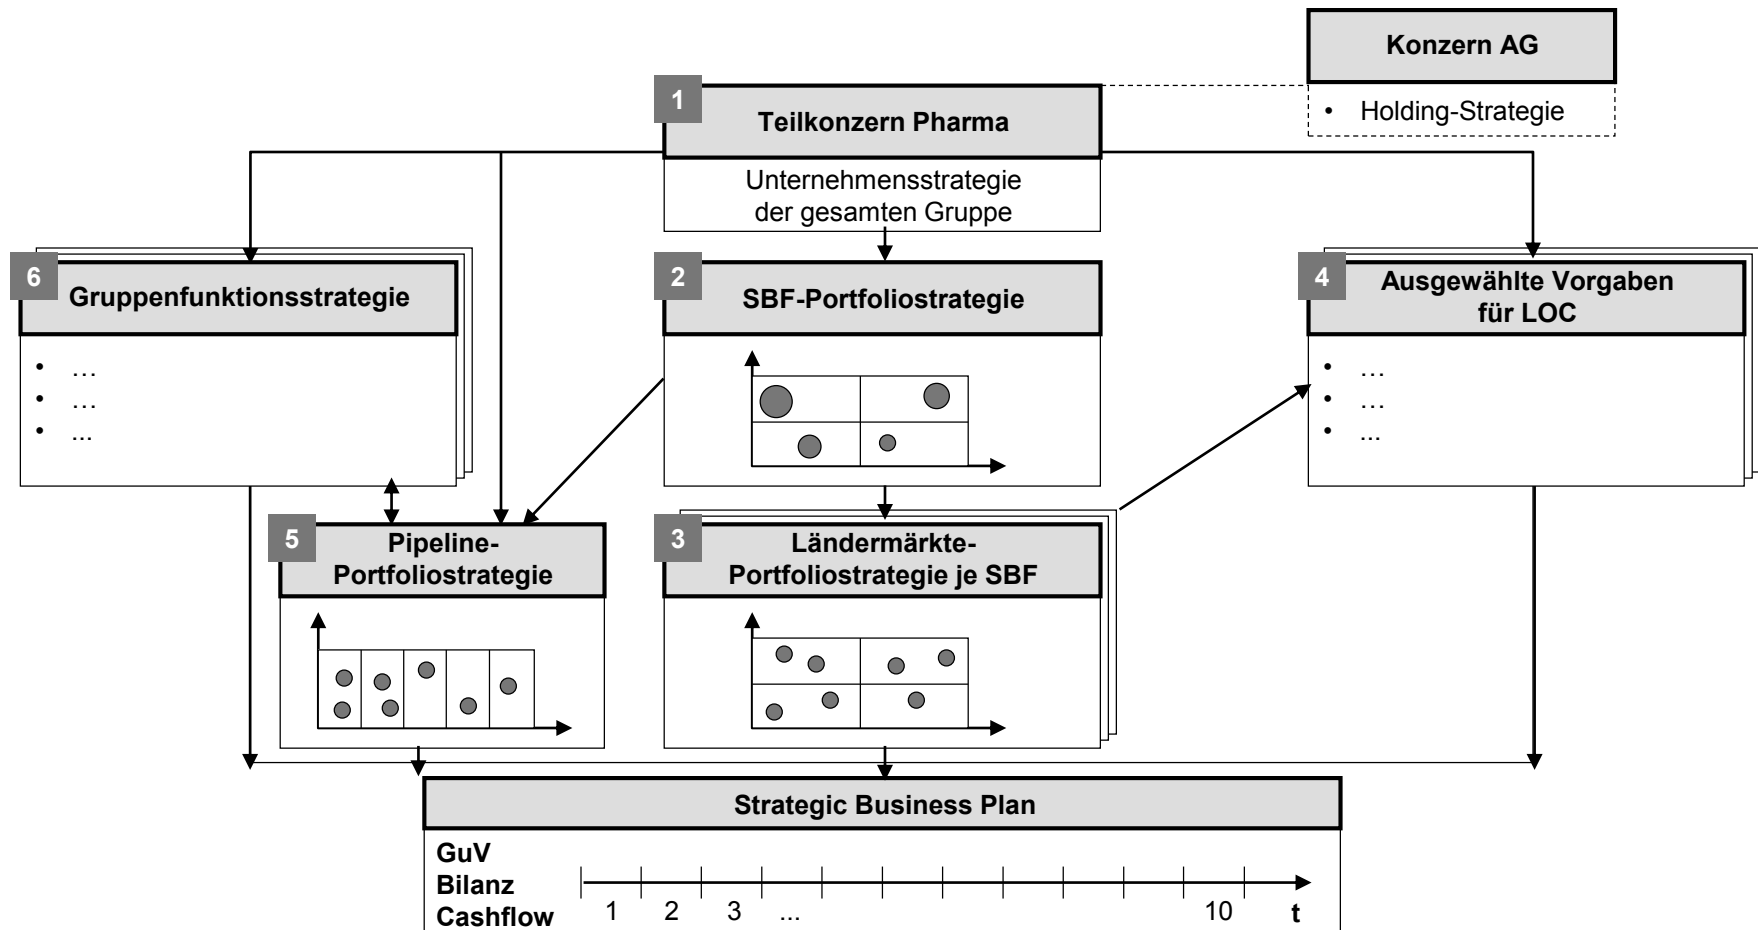 Konzern AG
• Holding-Strategie
1
Teilkonzern Pharma
Unternehmensstrategie
der gesamten Gruppe
6
Gruppenfunktionsstrategie
• …
• …
• ...
2
SBF-Portfoliostrategie
4
Ausgewählte Vorgaben
für LOC
• …
• …
• ...
5
Pipeline-
Portfoliostrategie
3
Ländermärkte-
Portfoliostrategie je SBF
Strategic Business Plan
GuV
Bilanz
Cashflow
1 2 3 ... 10 t